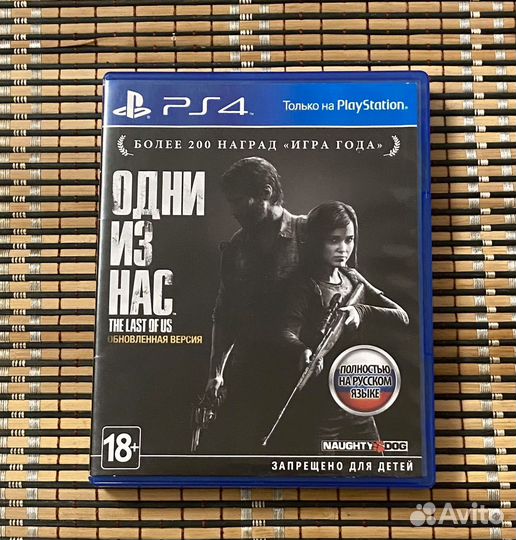 PS4
Только на PlayStation
БОЛЕЕ 200 НАГРАД «ИГРА ГОДА»
ОДНИ
ИЗ
НАС
THE LAST OF US
ОБНОВЛЕННАЯ ВЕРСИЯ
ПОЛНОСТЬЮ
НА РУССКОМ
ЯЗЫКЕ
18+
NAUGHTY DOG
ЗАПРЕЩЕНО ДЛЯ ДЕТЕЙ
Avito